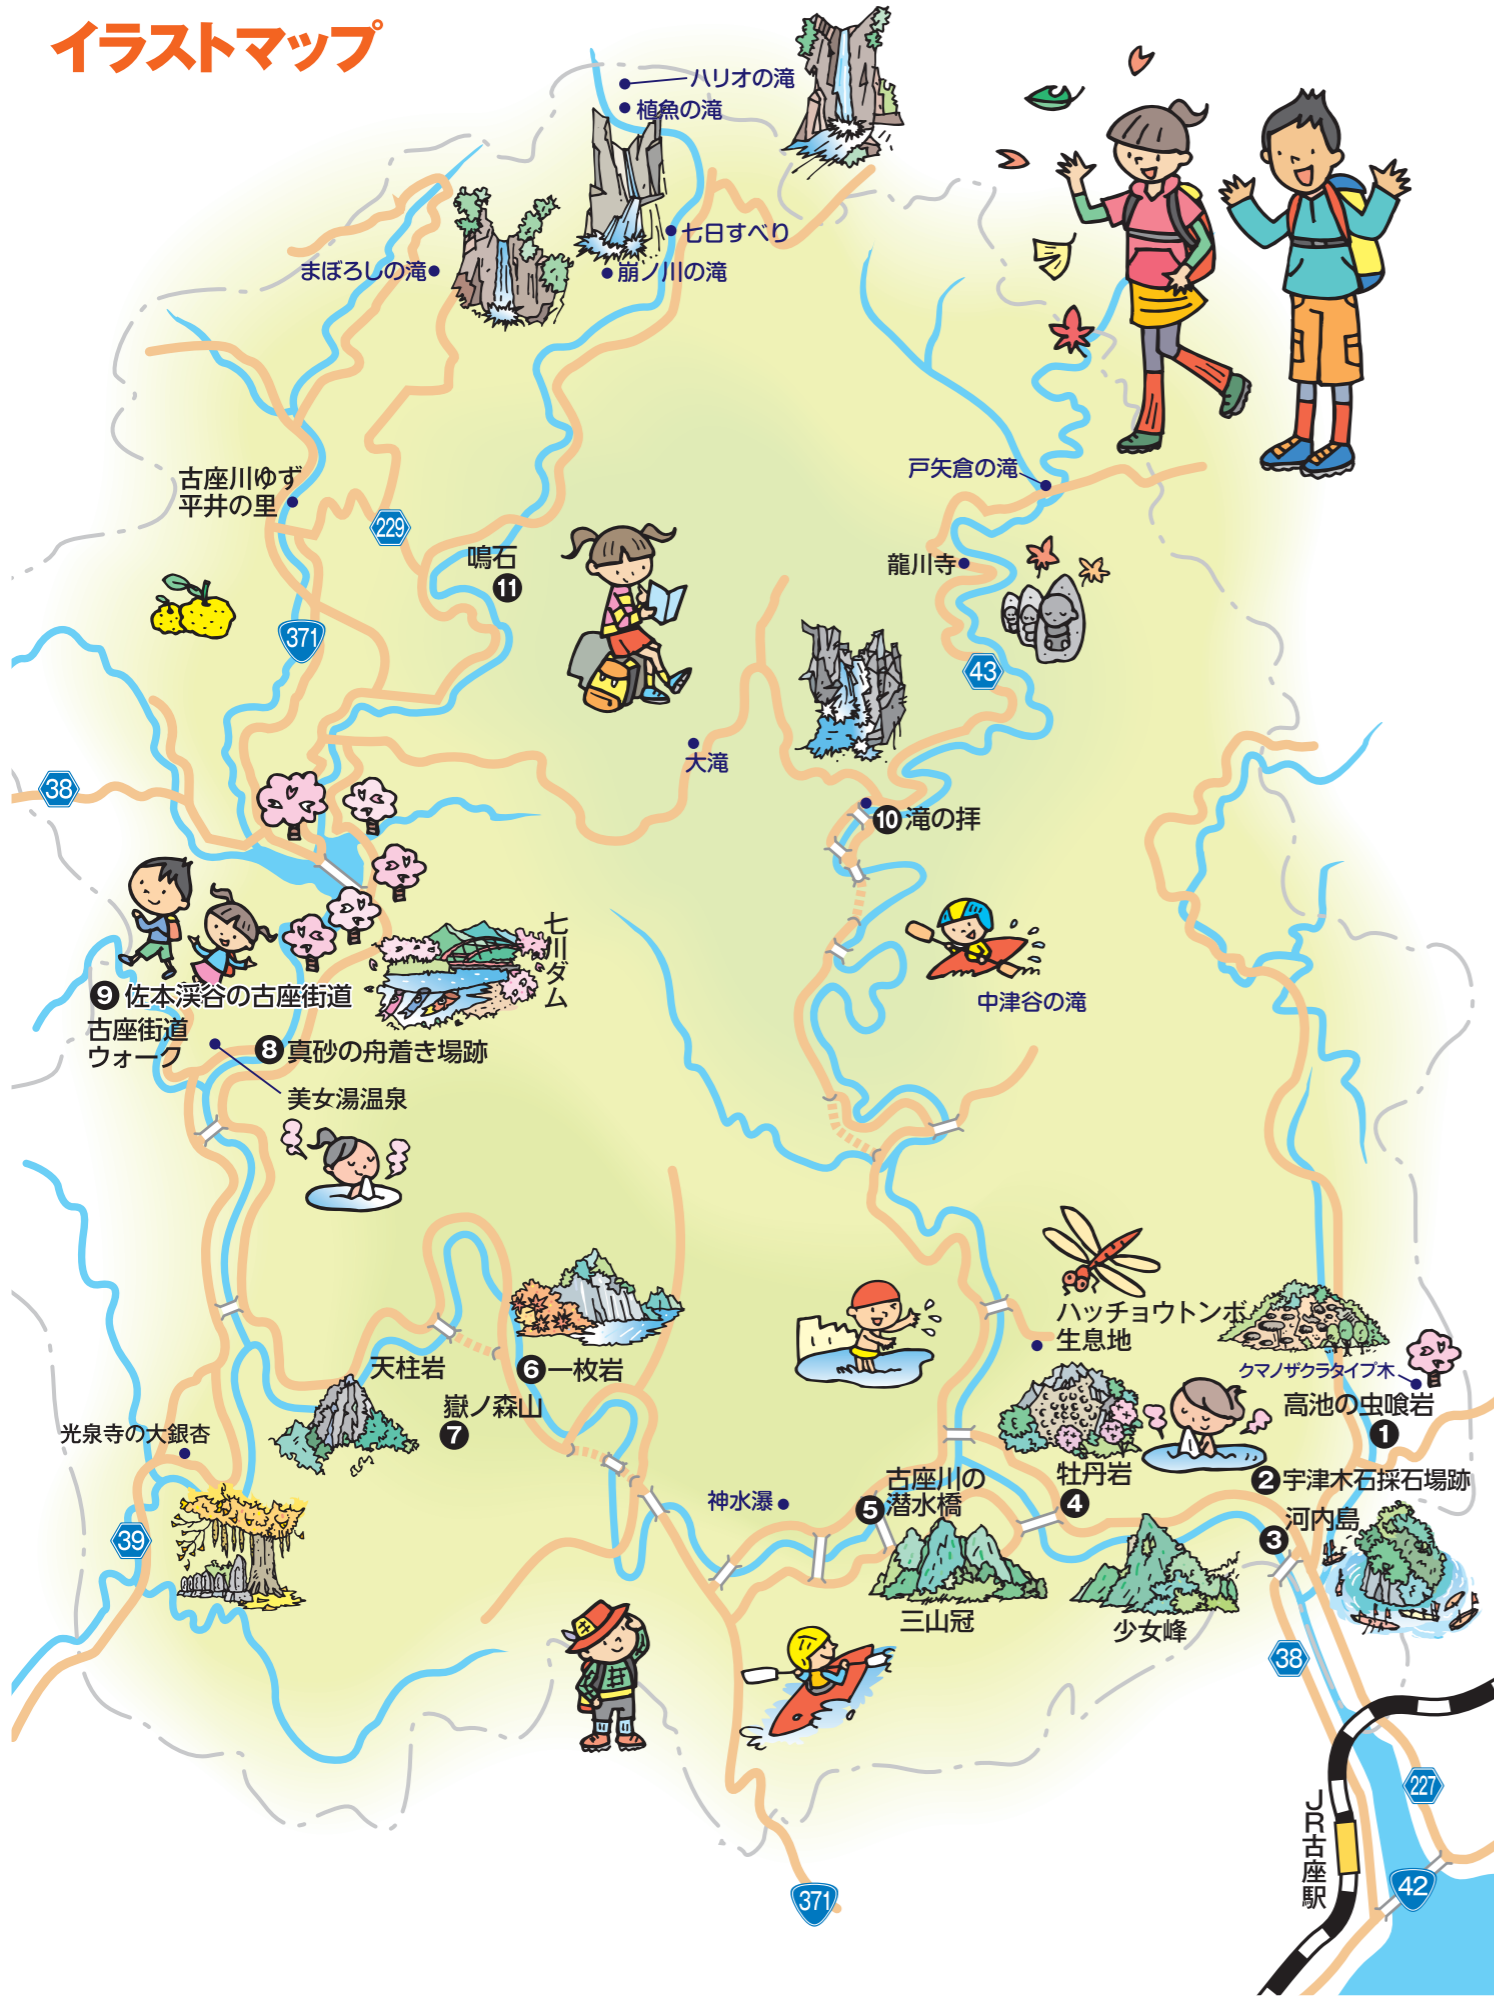 イラストマップ
ハリオの滝
植魚の滝
七日すべり
まぼろしの滝
崩ノ川の滝
戸矢倉の滝
古座川ゆず
平井の里
229
鳴石
11
龍川寺
371
43
大滝
38
10 滝の拝
七川ダム
中津谷の滝
9 佐本渓谷の古座街道
古座街道
ウォーク
8 真砂の舟着き場跡
美女湯温泉
ハッチョウトンボ
生息地
天柱岩
6 一枚岩
クマノザクラタイプ木
嶽ノ森山
7
高池の虫喰岩
1
光泉寺の大銀杏
牡丹岩
4
2 宇津木石採石場跡
神水瀑
5 古座川の
潜水橋
河内島
3
39
三山冠
少女峰
38
227
JR古座駅
42
371